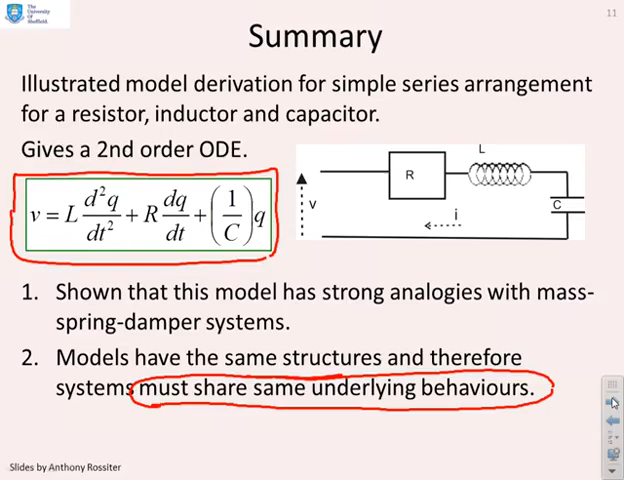 The
University
Of
Sheffield.
11
Summary
Illustrated model derivation for simple series arrangement
for a resistor, inductor and capacitor.
Gives a 2nd order ODE.
v = L d²q/dt² + R dq/dt + (1/C) q
R
L
C
v
i
1. Shown that this model has strong analogies with mass-
spring-damper systems.
2. Models have the same structures and therefore
systems must share same underlying behaviours.
Slides by Anthony Rossiter